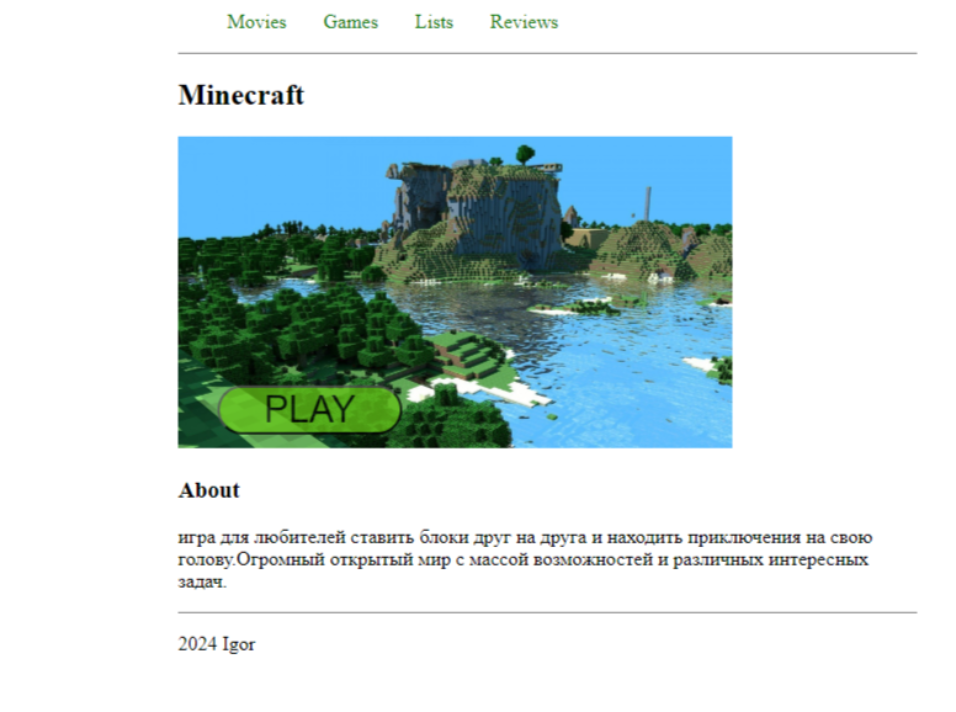 Movies Games Lists Reviews
Minecraft
PLAY
About
игра для любителей ставить блоки друг на друга и находить приключения на свою
голову.Огромный открытый мир с массой возможностей и различных интересных
задач.
2024 Igor